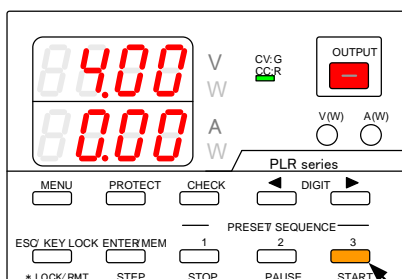 4.00 V
W
CV:G
CC:R
OUTPUT
0.00 A
W
V(W) A(W)
PLR series
MENU PROTECT CHECK ◄ DIGIT ►
PRESET/ SEQUENCE
ESC/ KEY LOCK ENTER/MEM 1 2 3
* LOCK/RMT STEP STOP PAUSE START